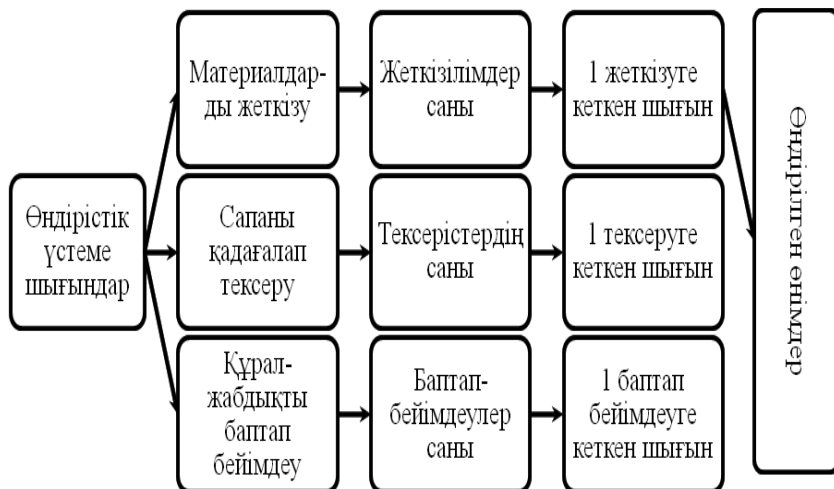 Өндірістік
үстеме
шығындар
Материалдар-
ды жеткізу
Жеткізілімдер
саны
1 жеткізуге
кеткен шығын
Сапаны
қадағалап
тексеру
Тексерістердің
саны
1 тексеруге
кеткен шығын
Құрал-
жабдықты
баптап
бейімдеу
Баптап-
бейімдеулер
саны
1 баптап
бейімдеуге
кеткен шығын
Өндірілген өнімдер